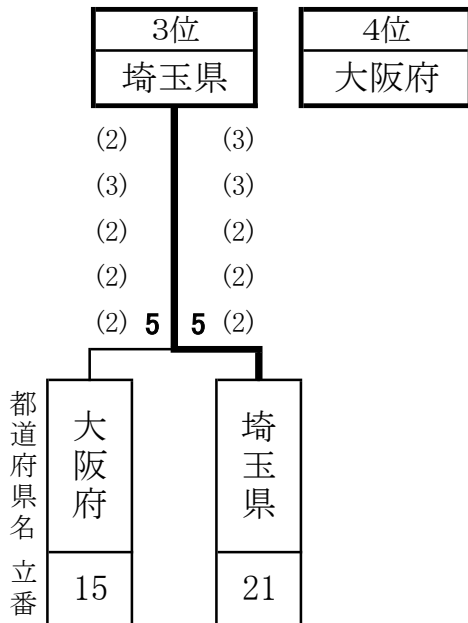 3位 4位
埼玉県 大阪府
(2) (3)
(3) (3)
(2) (2)
(2) (2)
(2) 5 5 (2)
都道府県名 大阪府 埼玉県
立番 15 21